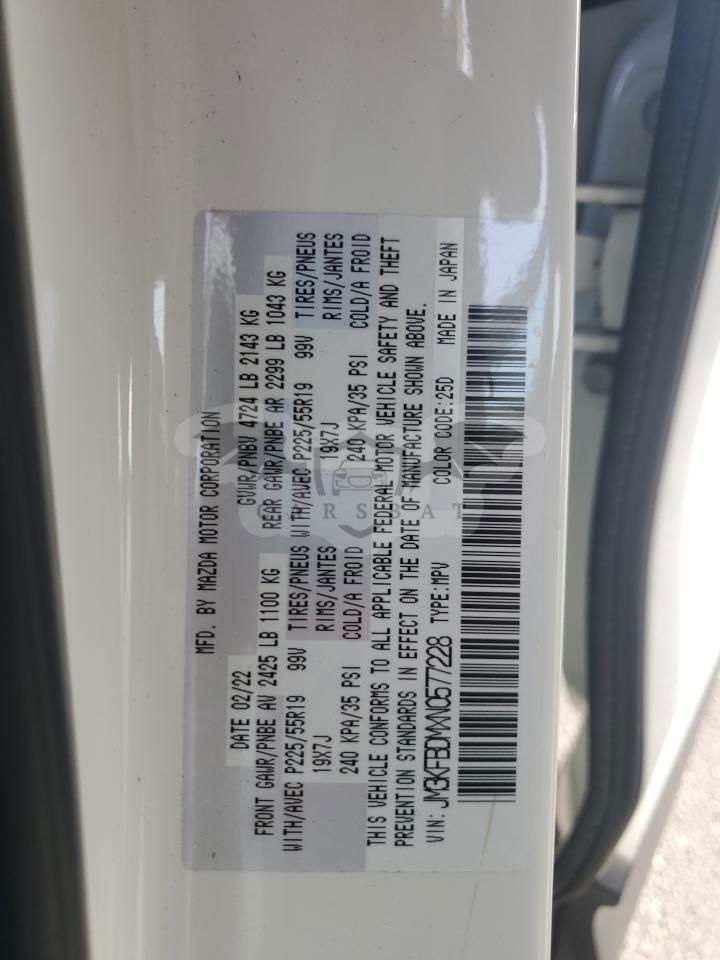 MFD. BY MAZDA MOTOR CORPORATION
DATE 02/22 GVWR/PNBV 4724 LB 2143 KG
FRONT GAWR/PNBE AV 2425 LB 1100 KG REAR GAWR/PNBE AR 2299 LB 1043 KG
WITH/AVEC P225/55R19 99V TIRES/PNEUS WITH/AVEC P225/55R19 99V TIRES/PNEUS
19X7J RIMS/JANTES 19X7J RIMS/JANTES
240 KPA/35 PSI COLD/A FROID 240 KPA/35 PSI COLD/A FROID
THIS VEHICLE CONFORMS TO ALL APPLICABLE FEDERAL MOTOR VEHICLE SAFETY AND THEFT
PREVENTION STANDARDS IN EFFECT ON THE DATE OF MANUFACTURE SHOWN ABOVE.
VIN: JM3KFBDMXN0577228 TYPE:MPV COLOR CODE:25D MADE IN JAPAN
CARSBAT